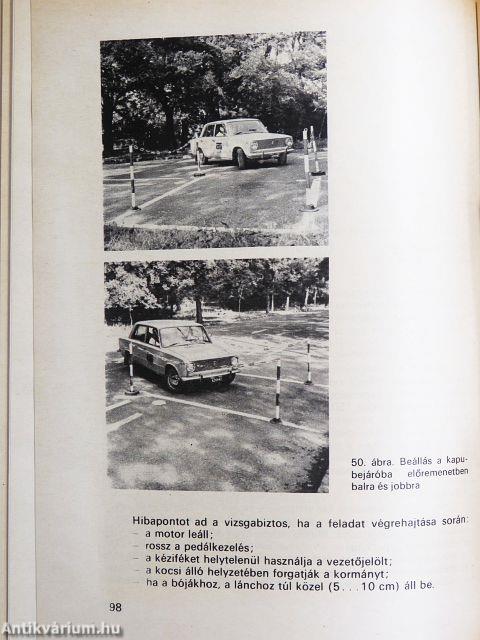 50. ábra. Beállás a kapu-
bejáróba előremenetben
balra és jobbra
Hibapontot ad a vizsgabiztos, ha a feladat végrehajtása során:
– a motor leáll;
– rossz a pedálkezelés;
– a kéziféket helytelenül használja a vezetőjelölt;
– a kocsi álló helyzetében forgatják a kormányt;
– ha a bójákhoz, a lánchoz túl közel (5...10 cm) áll be.
98
Antikvárium.hu